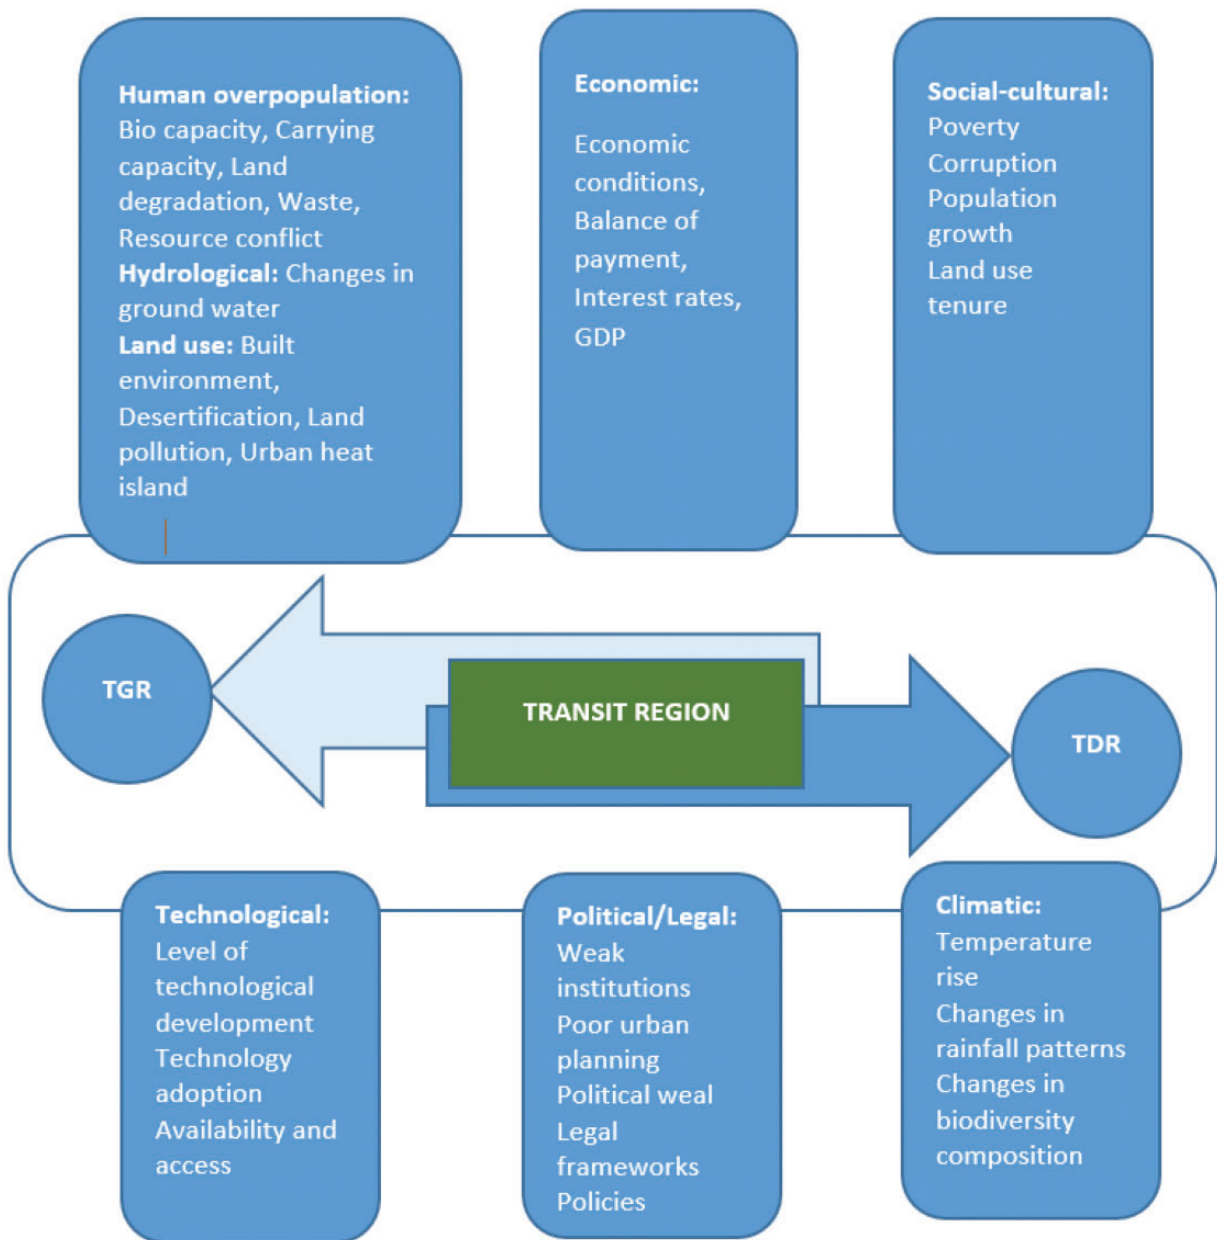 Human overpopulation:
Bio capacity, Carrying
capacity, Land
degradation, Waste,
Resource conflict
Hydrological: Changes in
ground water
Land use: Built
environment,
Desertification, Land
pollution, Urban heat
island
Economic:
Economic
conditions,
Balance of
payment,
Interest rates,
GDP
Social-cultural:
Poverty
Corruption
Population
growth
Land use
tenure
TGR
TRANSIT REGION
TDR
Technological:
Level of
technological
development
Technology
adoption
Availability and
access
Political/Legal:
Weak
institutions
Poor urban
planning
Political weal
Legal
frameworks
Policies
Climatic:
Temperature
rise
Changes in
rainfall patterns
Changes in
biodiversity
composition